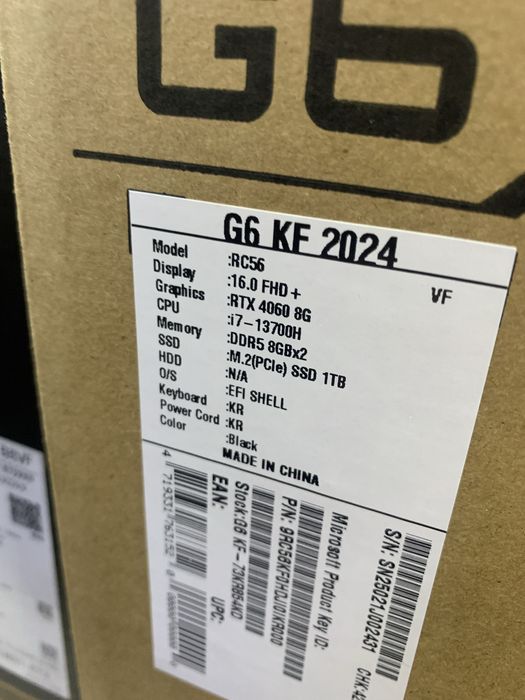 G6
G6 KF 2024
VF
Model :RC56
Display :16.0 FHD+
Graphics :RTX 4060 8G
CPU :i7-13700H
Memory :DDR5 8GBx2
SSD :M.2(PCIe) SSD 1TB
HDD :N/A
O/S :EFI SHELL
Keyboard :KR
Power Cord :KR
Color :Black
MADE IN CHINA
S/N: SN25021J002431
Microsoft Product Key ID:
P/N:
Stock:G6 KF-
EAN:
UPC: